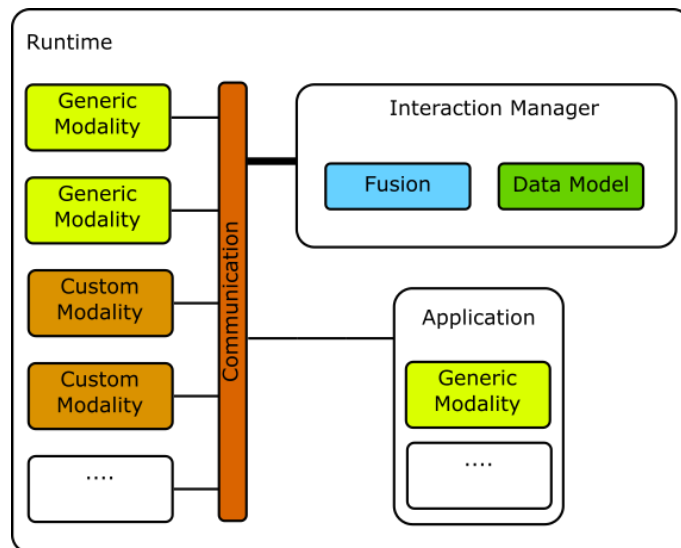 Runtime
Generic
Modality
Generic
Modality
Custom
Modality
Custom
Modality
....
Communication
Interaction Manager
Fusion
Data Model
Application
Generic
Modality
....